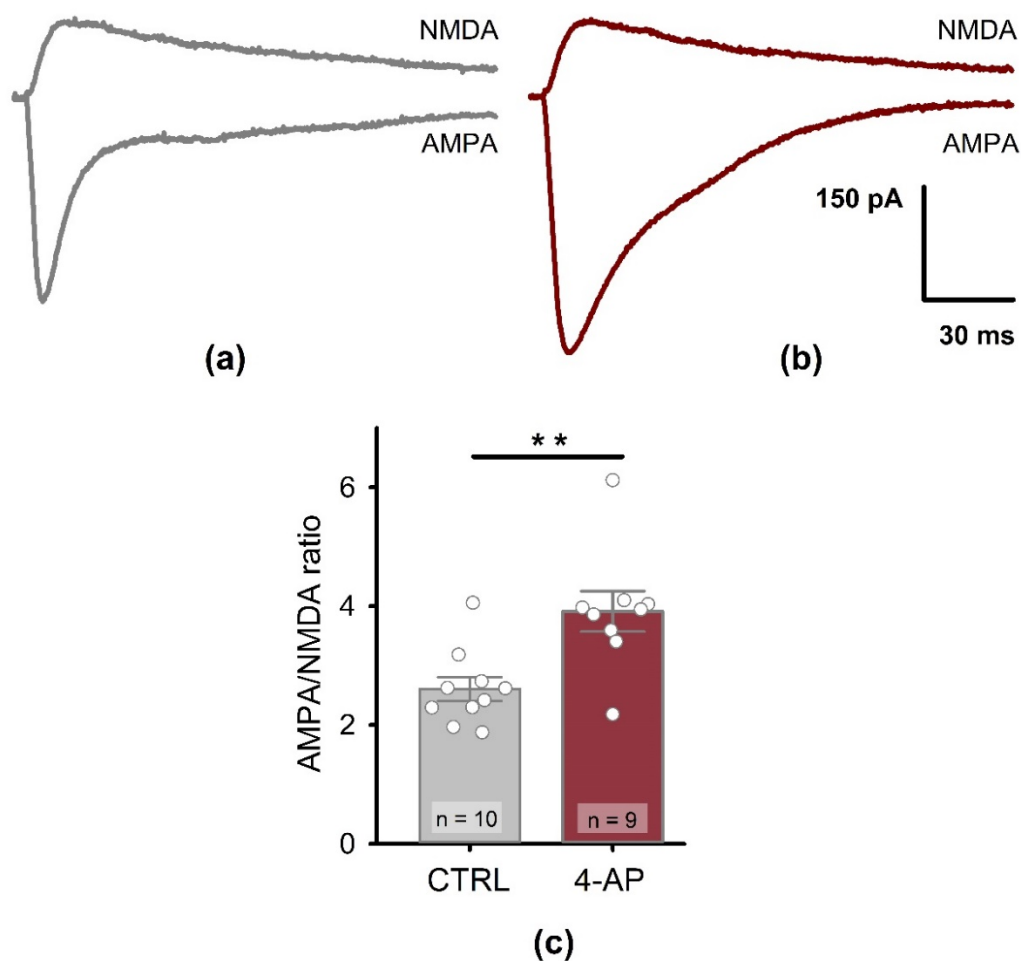 NMDA
NMDA
AMPA
AMPA
150 pA
30 ms
(a)
(b)
**
AMPA/NMDA ratio
6
4
2
0
n = 10
n = 9
CTRL
4-AP
(c)